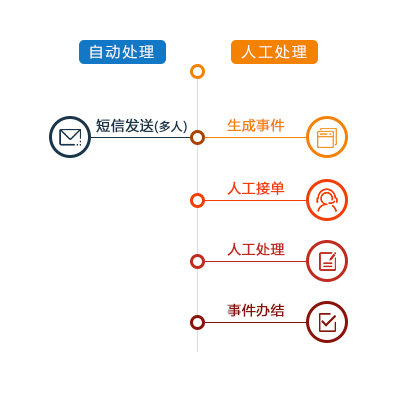 自动处理
人工处理
短信发送(多人)
生成事件
人工接单
人工处理
事件办结